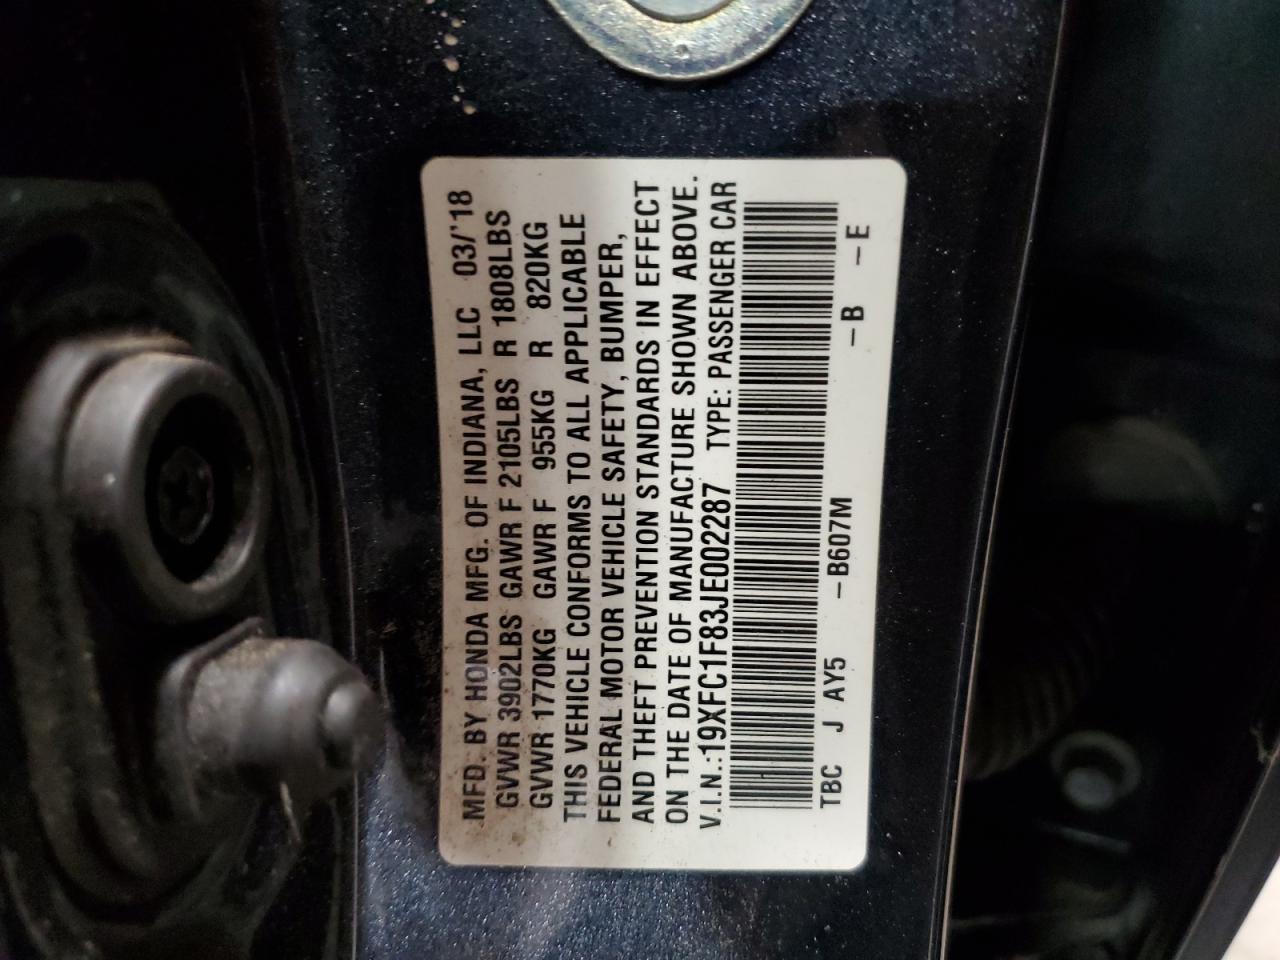 MFD. BY HONDA MFG. OF INDIANA, LLC 03/'18
GVWR 3902LBS GAWR F 2105LBS R 1808LBS
GVWR 1770KG GAWR F 955KG R 820KG
THIS VEHICLE CONFORMS TO ALL APPLICABLE
FEDERAL MOTOR VEHICLE SAFETY, BUMPER,
AND THEFT PREVENTION STANDARDS IN EFFECT
ON THE DATE OF MANUFACTURE SHOWN ABOVE.
V.I.N.:19XFC1F83JE002287 TYPE: PASSENGER CAR
TBC J AY5 -B607M -B -E